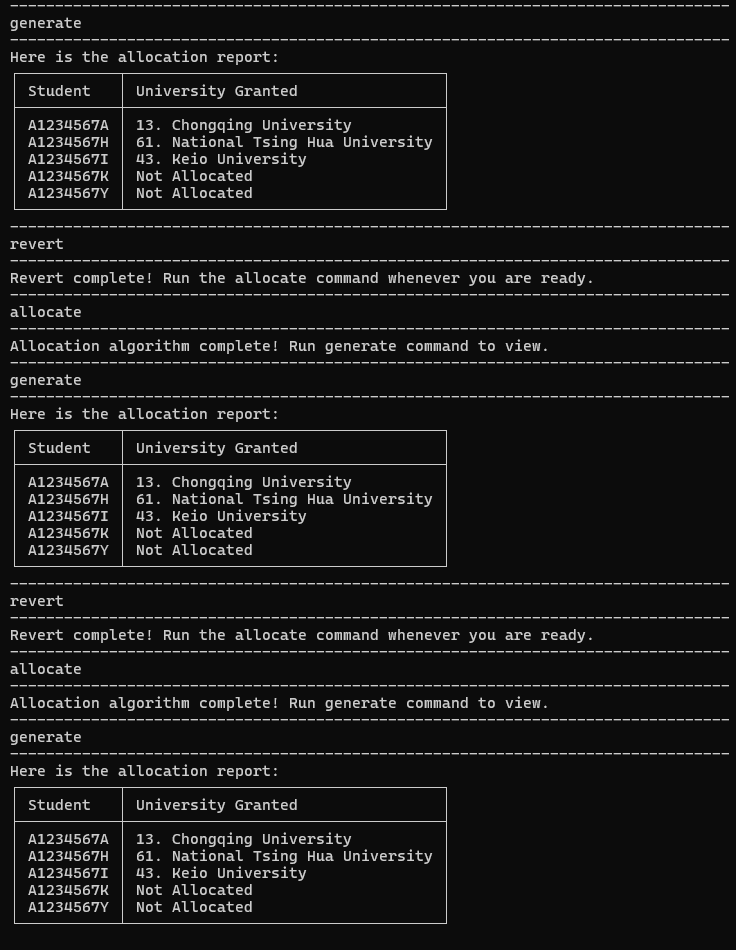 generate
Here is the allocation report:
Student University Granted
A1234567A 13. Chongqing University
A1234567H 61. National Tsing Hua University
A1234567I 43. Keio University
A1234567K Not Allocated
A1234567Y Not Allocated
revert
Revert complete! Run the allocate command whenever you are ready.
allocate
Allocation algorithm complete! Run generate command to view.
generate
Here is the allocation report:
Student University Granted
A1234567A 13. Chongqing University
A1234567H 61. National Tsing Hua University
A1234567I 43. Keio University
A1234567K Not Allocated
A1234567Y Not Allocated
revert
Revert complete! Run the allocate command whenever you are ready.
allocate
Allocation algorithm complete! Run generate command to view.
generate
Here is the allocation report:
Student University Granted
A1234567A 13. Chongqing University
A1234567H 61. National Tsing Hua University
A1234567I 43. Keio University
A1234567K Not Allocated
A1234567Y Not Allocated